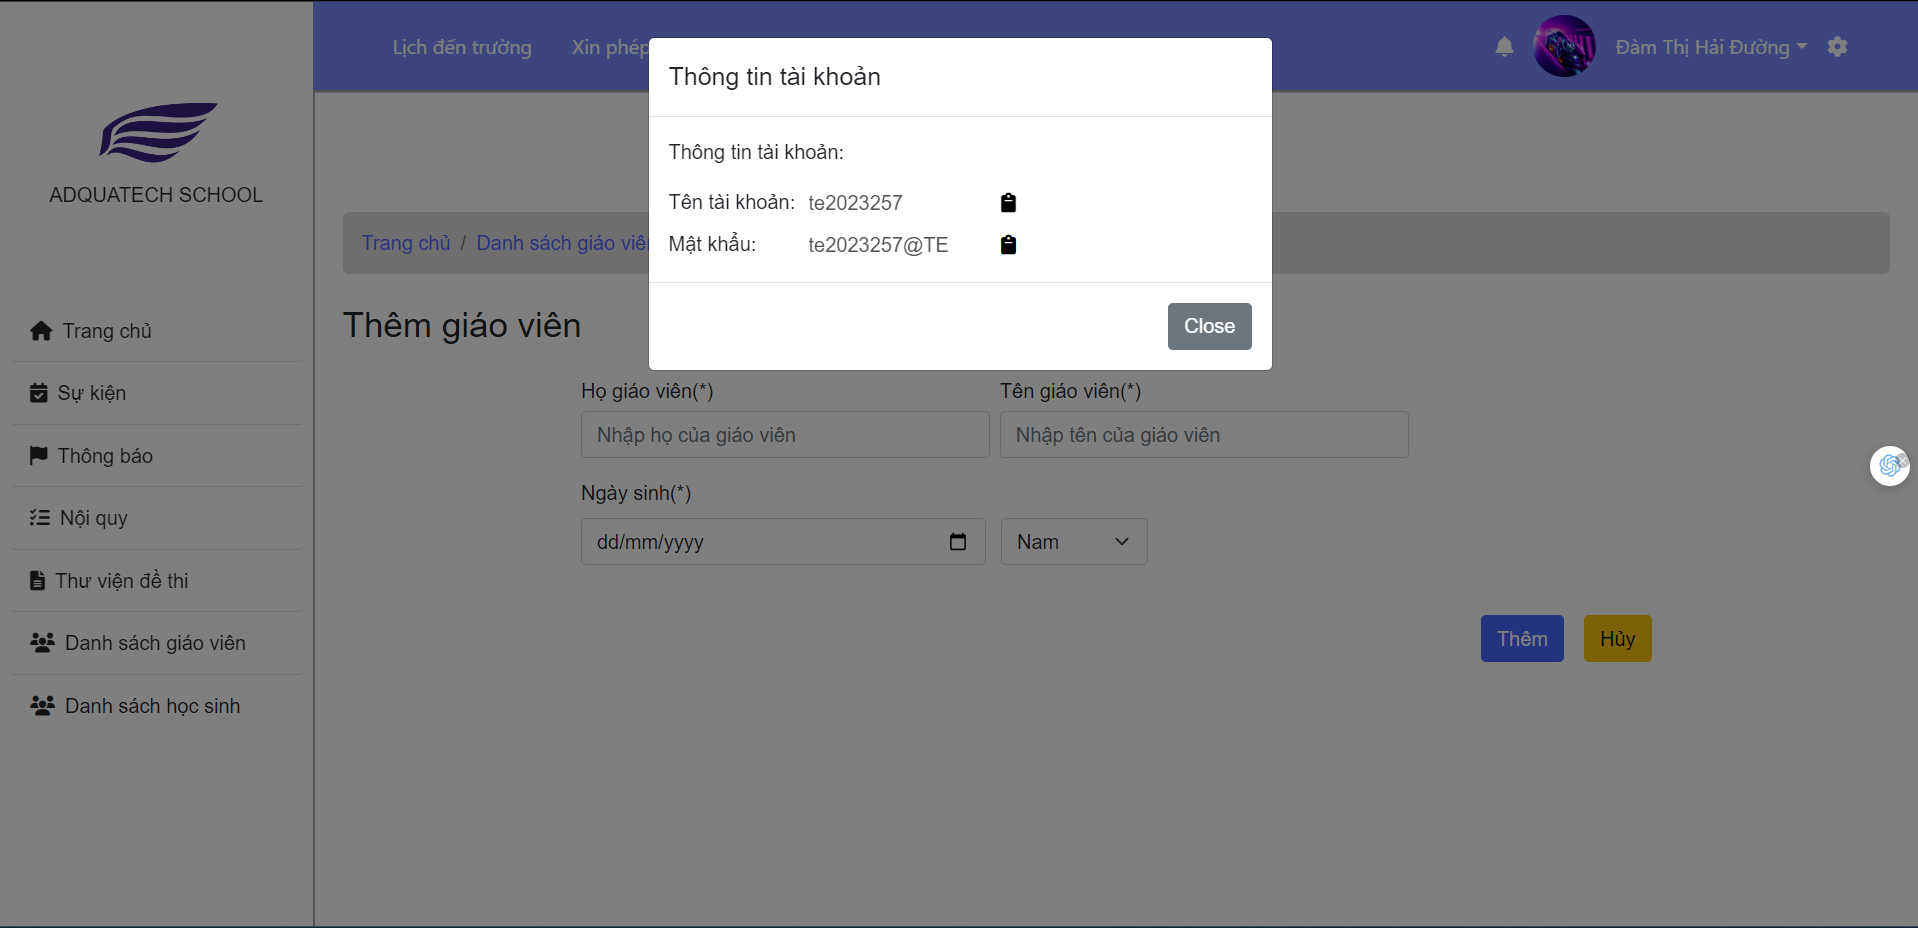 Lịch đến trường
Xin phép
Đàm Thị Hải Đường
ADQUATECH SCHOOL
Trang chủ
Sự kiện
Thông báo
Nội quy
Thư viện đề thi
Danh sách giáo viên
Danh sách học sinh
Thông tin tài khoản
Thông tin tài khoản:
Tên tài khoản: te2023257
Mật khẩu: te2023257@TE
Close
Trang chủ / Danh sách giáo viên
Thêm giáo viên
Họ giáo viên(*) Tên giáo viên(*)
Nhập họ của giáo viên Nhập tên của giáo viên
Ngày sinh(*)
dd/mm/yyyy Nam
Thêm Hủy